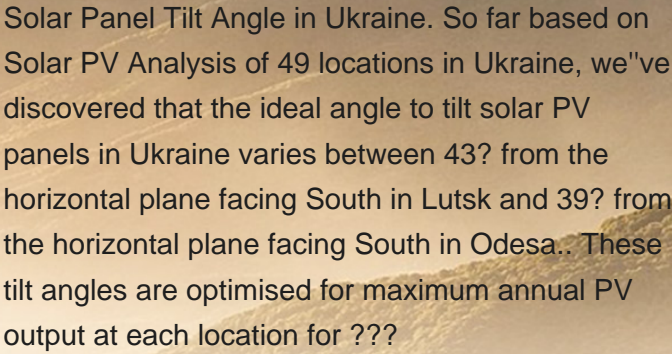 Solar Panel Tilt Angle in Ukraine. So far based on
Solar PV Analysis of 49 locations in Ukraine, we"ve
discovered that the ideal angle to tilt solar PV
panels in Ukraine varies between 43? from the
horizontal plane facing South in Lutsk and 39? from
the horizontal plane facing South in Odesa.. These
tilt angles are optimised for maximum annual PV
output at each location for ???